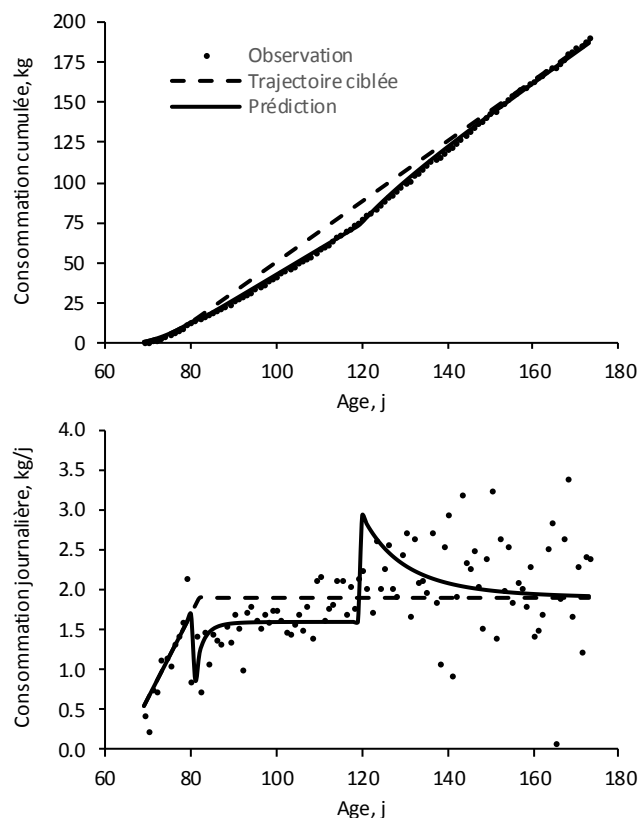 Consommation cumulée, kg
200
175
150
125
100
75
50
25
0
Observation
Trajectoire ciblée
Prédiction
60 80 100 120 140 160 180
Age, j
Consommation journalière, kg/j
4.0
3.5
3.0
2.5
2.0
1.5
1.0
0.5
0.0
60 80 100 120 140 160 180
Age, j